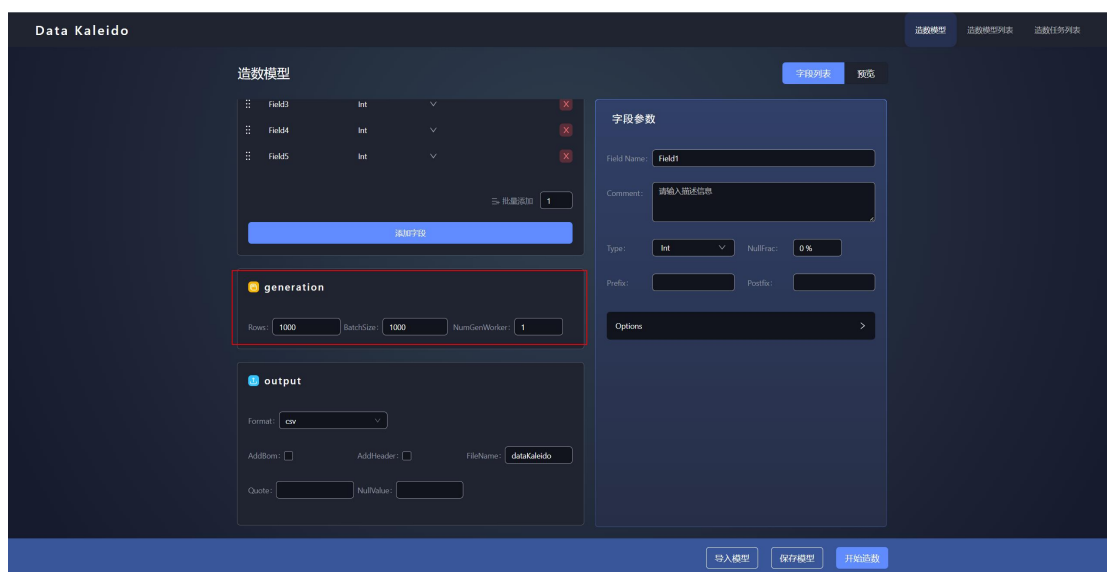 Data Kaleido
造数模型 造数模型列表 造数任务列表
造数模型
字段列表 预览
Field3 Int X
Field4 Int X
Field5 Int X
批量添加 1
添加字段
generation
Rows: 1000 BatchSize: 1000 NumGenWorker: 1
output
Format: csv
AddBom: AddHeader: FileName: dataKaleido
Quote: NullValue:
字段参数
Field Name: Field1
Comment: 请输入描述信息
Type: Int NullFrac: 0 %
Prefix: Postfix:
Options
导入模型 保存模型 开始造数